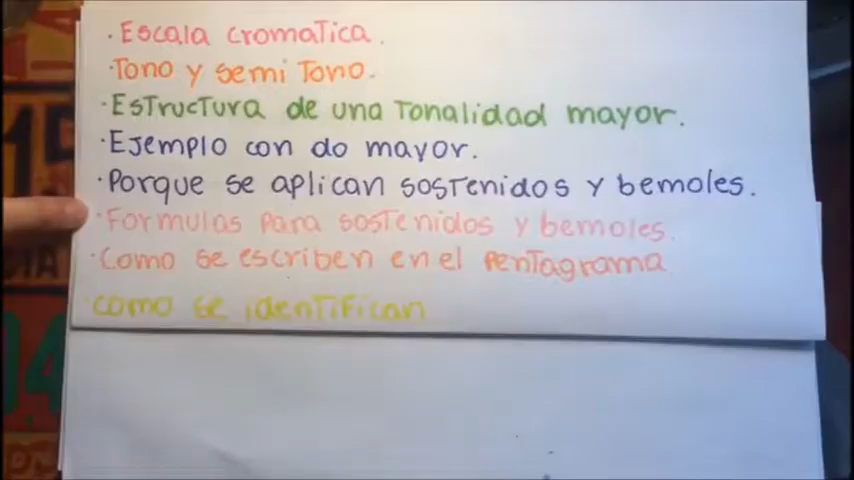 · Escala cromatica.
· Tono y semi Tono.
· Estructura de una Tonalidad mayor.
· Ejemplo con do mayor.
· Porque se aplican sostenidos y bemoles.
· Formulas para sostenidos y bemoles.
· Como se escriben en el Pentagrama
· como se identifican